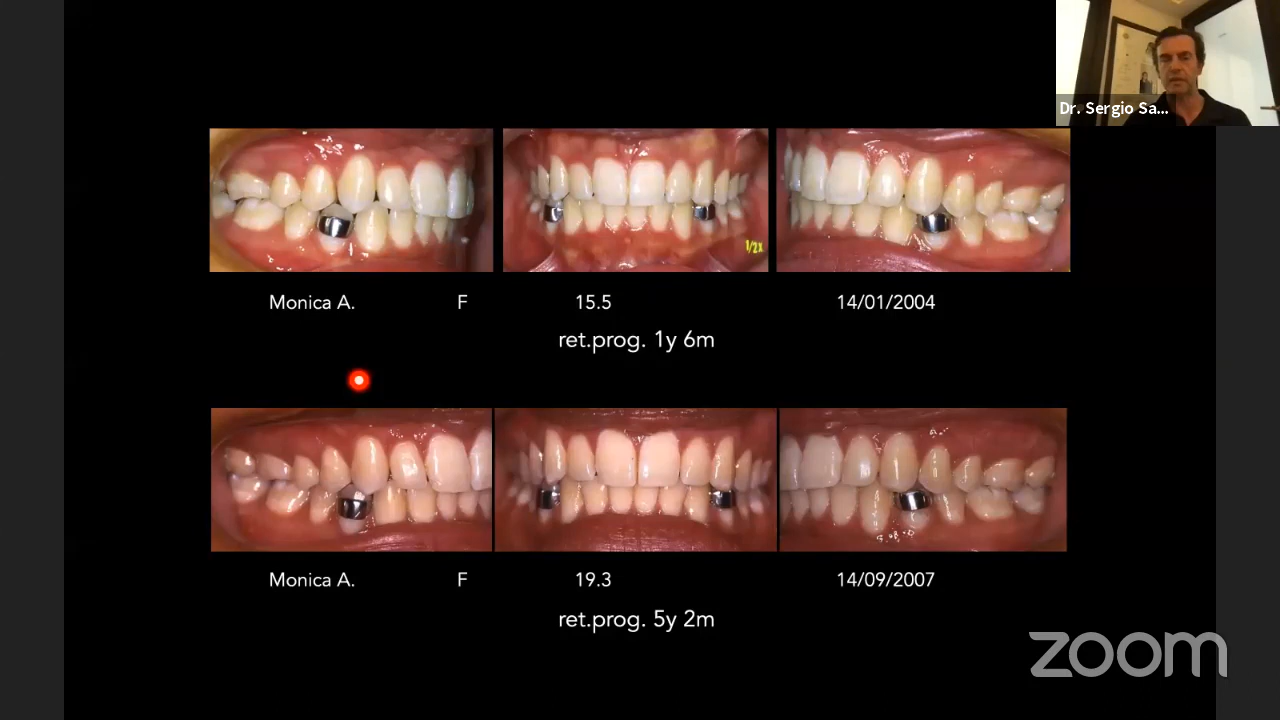 Dr. Sergio Sa...
1/2X
Monica A. F 15.5 14/01/2004
ret.prog. 1y 6m
Monica A. F 19.3 14/09/2007
ret.prog. 5y 2m
zoom